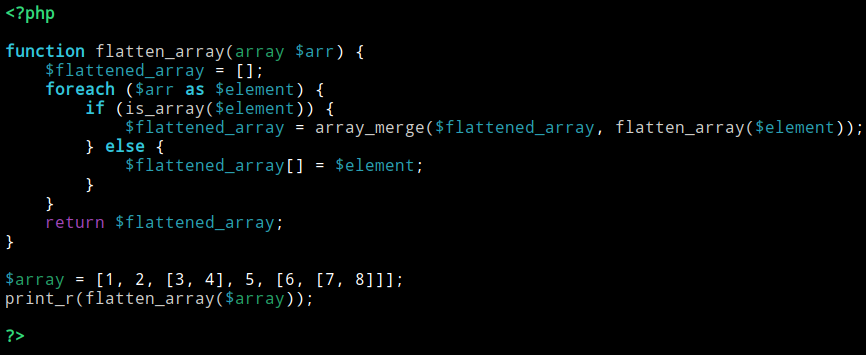 <?php

function flatten_array(array $arr) {
    $flattened_array = [];
    foreach ($arr as $element) {
        if (is_array($element)) {
            $flattened_array = array_merge($flattened_array, flatten_array($element));
        } else {
            $flattened_array[] = $element;
        }
    }
    return $flattened_array;
}

$array = [1, 2, [3, 4], 5, [6, [7, 8]]];
print_r(flatten_array($array));

?>